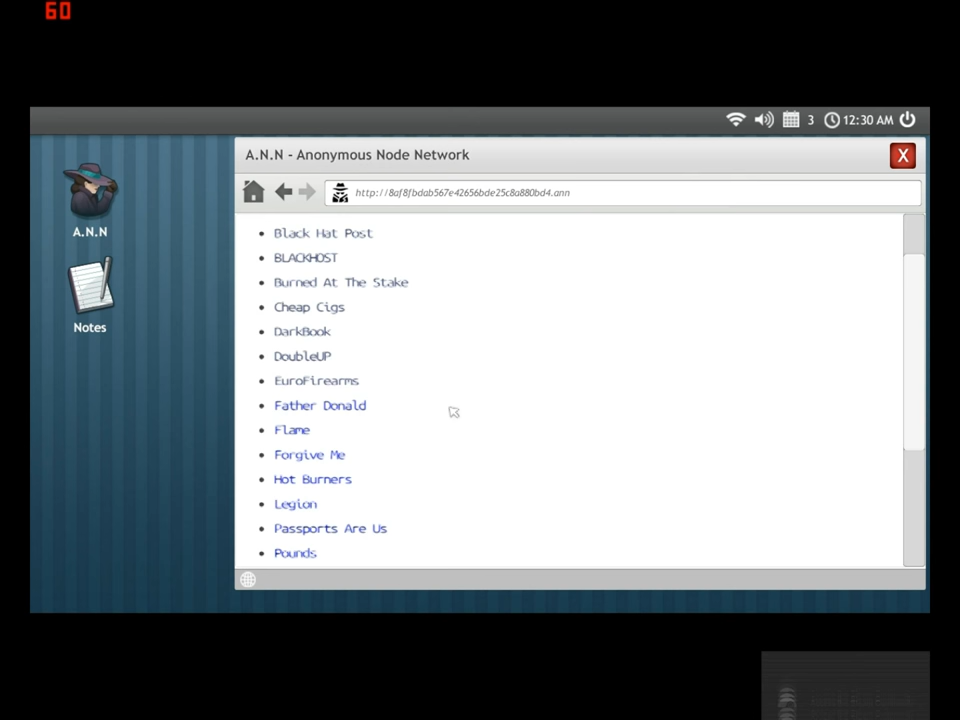 60
3 12:30 AM
A.N.N - Anonymous Node Network
X
http://8af8fbdab567e42656bde25c8a880bd4.ann
A.N.N
Notes
Black Hat Post
BLACKHOST
Burned At The Stake
Cheap Cigs
DarkBook
DoubleUP
EuroFirearms
Father Donald
Flame
Forgive Me
Hot Burners
Legion
Passports Are Us
Pounds